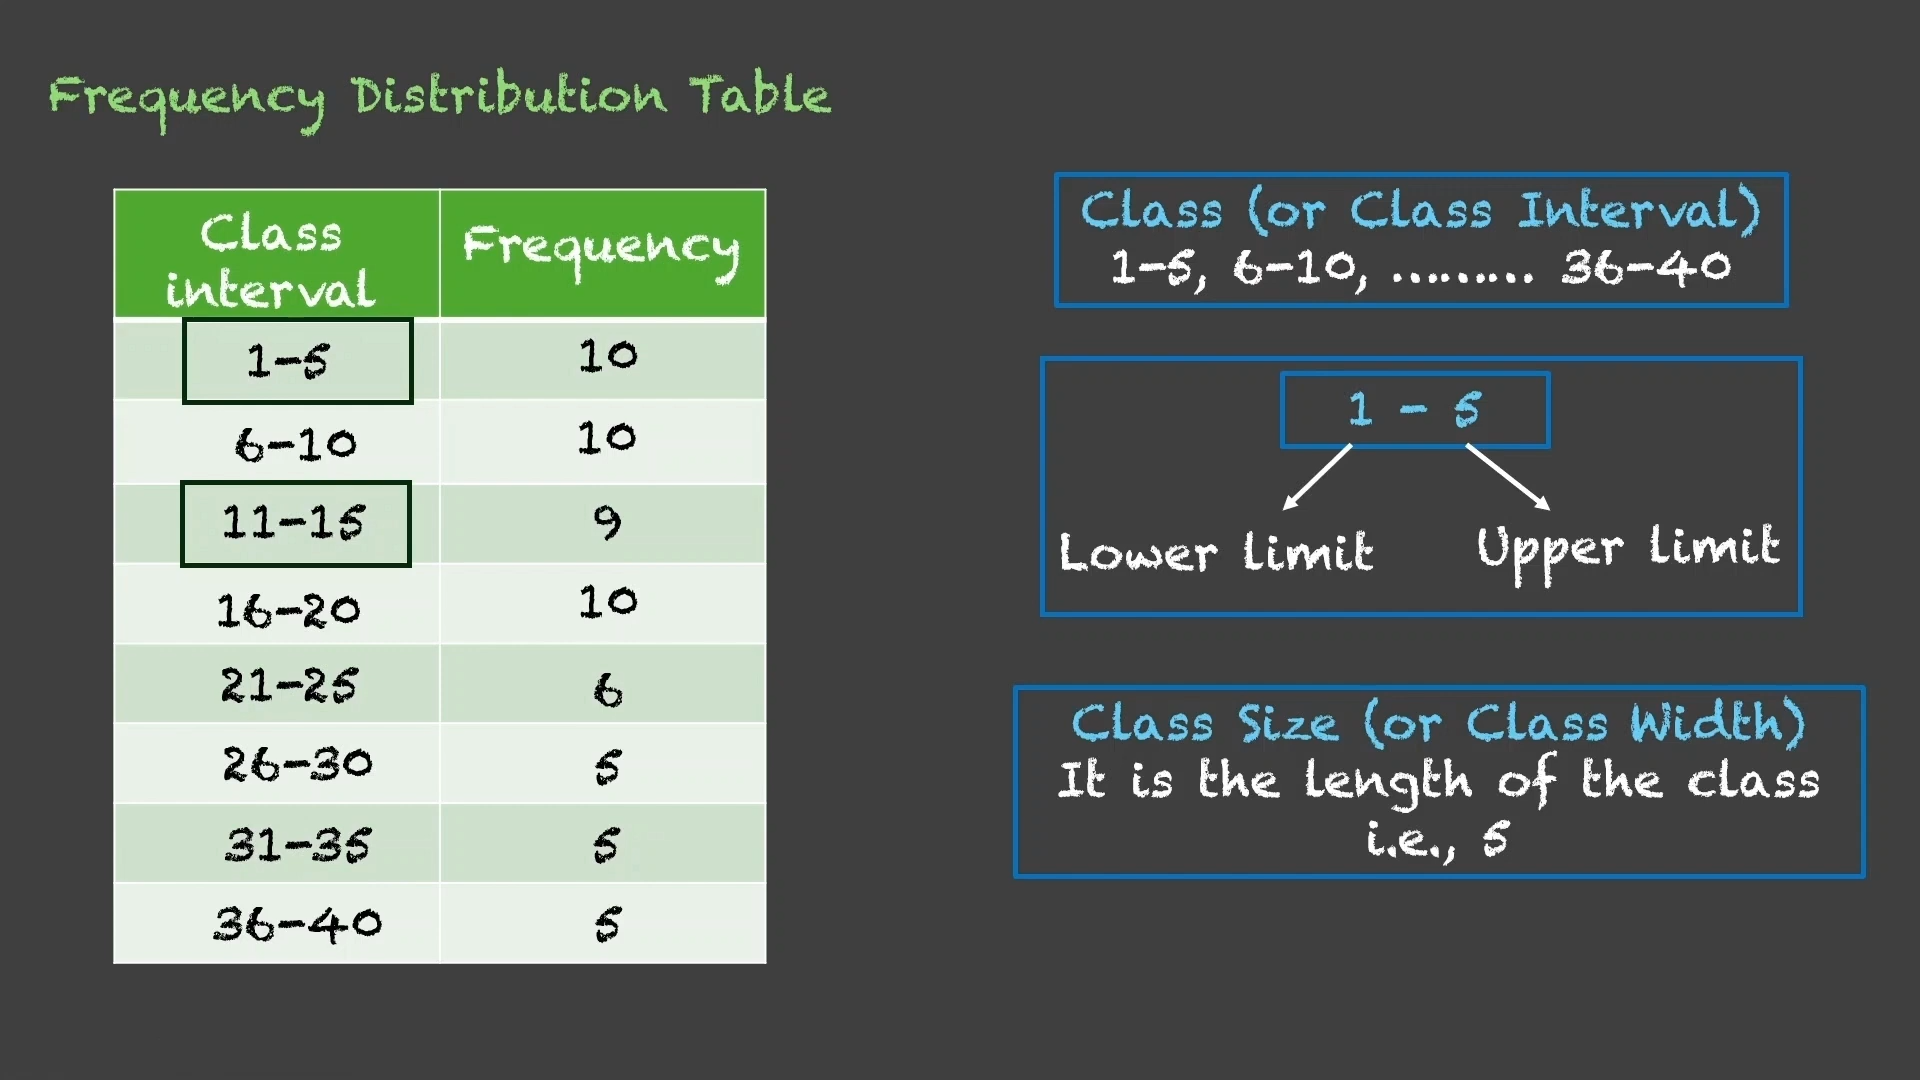 Frequency Distribution Table
Class interval Frequency
1-5 10
6-10 10
11-15 9
16-20 10
21-25 6
26-30 5
31-35 5
36-40 5
Class (or Class Interval)
1-5, 6-10, ......... 36-40
1 - 5
Lower limit Upper limit
Class Size (or Class Width)
It is the length of the class
i.e., 5